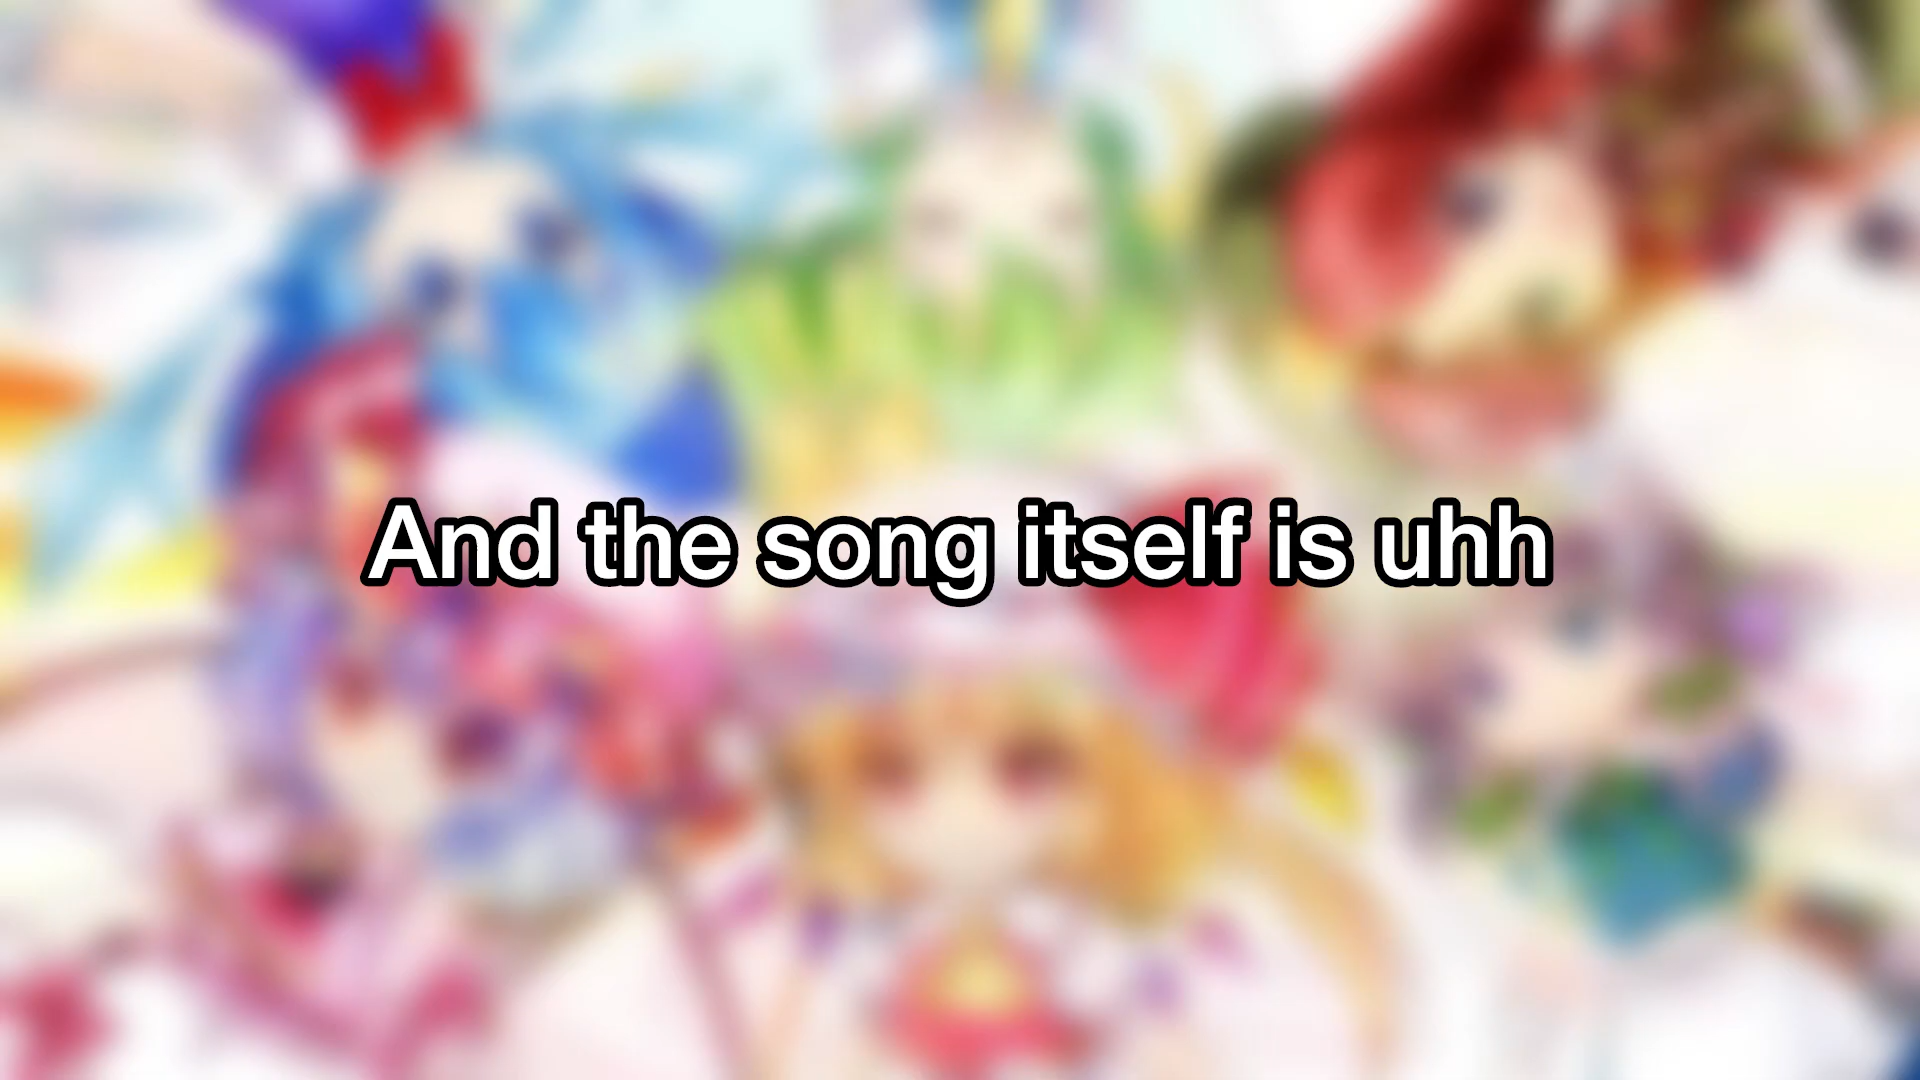 And the song itself is uhh